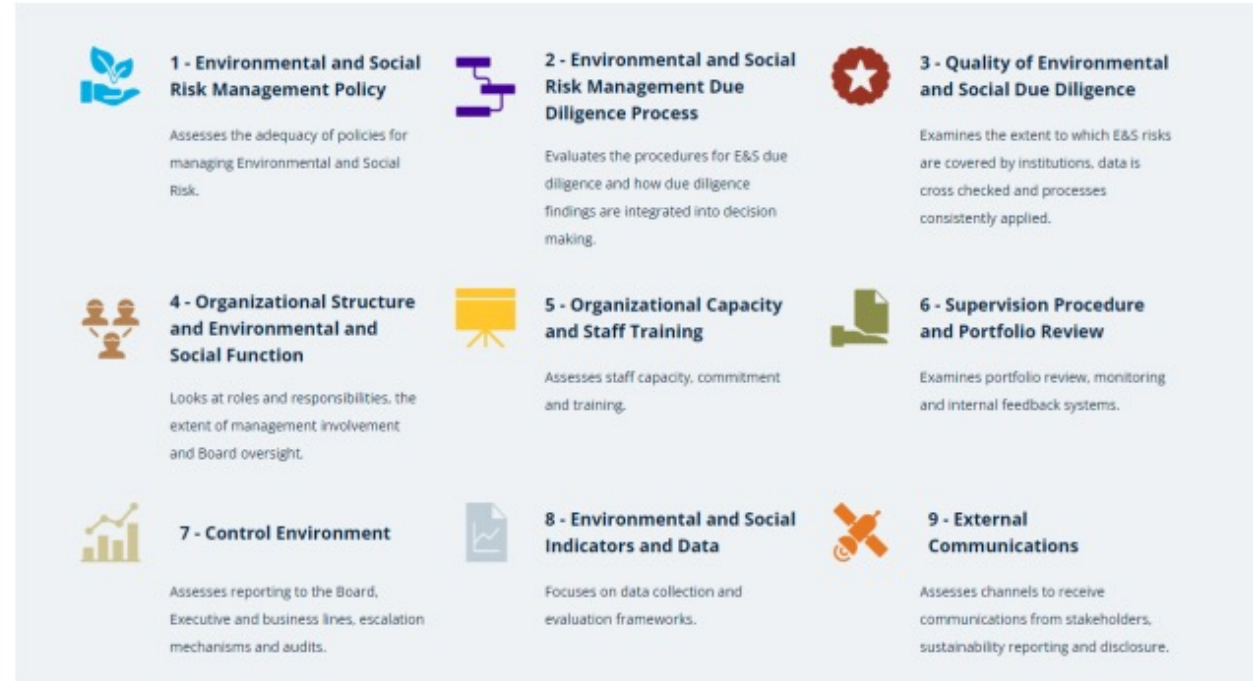 1 - Environmental and Social
Risk Management Policy
Assesses the adequacy of policies for
managing Environmental and Social
Risk.
2 - Environmental and Social
Risk Management Due
Diligence Process
Evaluates the procedures for E&S due
diligence and how due diligence
findings are integrated into decision
making.
3 - Quality of Environmental
and Social Due Diligence
Examines the extent to which E&S risks
are covered by institutions, data is
cross checked and processes
consistently applied.
4 - Organizational Structure
and Environmental and
Social Function
Looks at roles and responsibilities, the
extent of management involvement
and Board oversight.
5 - Organizational Capacity
and Staff Training
Assesses staff capacity, commitment
and training.
6 - Supervision Procedure
and Portfolio Review
Examines portfolio review, monitoring
and internal feedback systems.
7 - Control Environment
Assesses reporting to the Board,
Executive and business lines, escalation
mechanisms and audits.
8 - Environmental and Social
Indicators and Data
Focuses on data collection and
evaluation frameworks.
9 - External
Communications
Assesses channels to receive
communications from stakeholders,
sustainability reporting and disclosure.